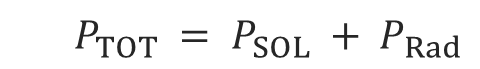 P_TOT = P_SOL + P_Rad